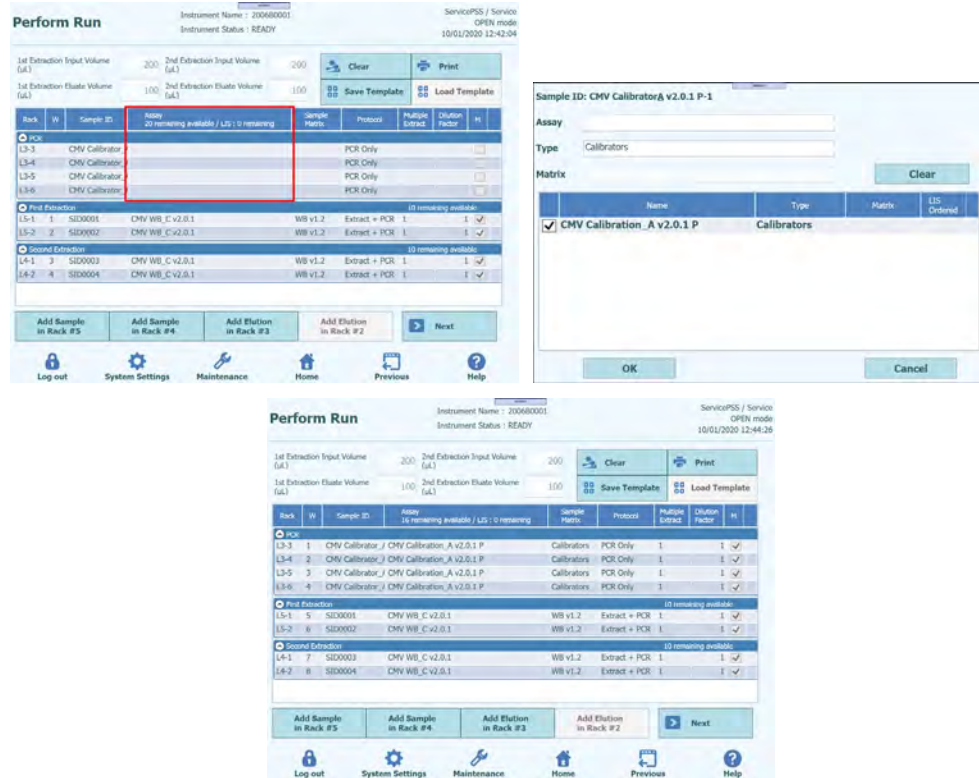 Perform Run
Instrument Name : 200680001
Instrument Status : READY
ServicePSS / Service
OPEN mode
10/01/2020 12:42:04
1st Extraction Input Volume (uL) 200 2nd Extraction Input Volume (uL) 200 Clear Print
1st Extraction Eluate Volume (uL) 100 2nd Extraction Eluate Volume (uL) 100 Save Template Load Template
Rack W Sample ID Assay Sample Matrix Protocol Multiple Extract Dilution Factor M
20 remaining available / LIS : 0 remaining
PCR
L3-3 CMV Calibrator_ PCR Only
L3-4 CMV Calibrator_ PCR Only
L3-5 CMV Calibrator_ PCR Only
L3-6 CMV Calibrator_ PCR Only
First Extraction 10 remaining available
L5-1 1 SID0001 CMV WB_C v2.0.1 WB v1.2 Extract + PCR 1 1
L5-2 2 SID0002 CMV WB_C v2.0.1 WB v1.2 Extract + PCR 1 1
Second Extraction 10 remaining available
L4-1 3 SID0003 CMV WB_C v2.0.1 WB v1.2 Extract + PCR 1 1
L4-2 4 SID0004 CMV WB_C v2.0.1 WB v1.2 Extract + PCR 1 1
Add Sample in Rack #5 Add Sample in Rack #4 Add Elution in Rack #3 Add Elution in Rack #2 Next
Log out System Settings Maintenance Home Previous Help
Sample ID: CMV CalibratorA v2.0.1 P-1
Assay
Type Calibrators
Matrix
Clear
Name Type Matrix LIS Ordered
CMV Calibration_A v2.0.1 P Calibrators
OK Cancel
Perform Run
Instrument Name : 200680001
Instrument Status : READY
ServicePSS / Service
OPEN mode
10/01/2020 12:44:26
1st Extraction Input Volume (uL) 200 2nd Extraction Input Volume (uL) 200 Clear Print
1st Extraction Eluate Volume (uL) 100 2nd Extraction Eluate Volume (uL) 100 Save Template Load Template
Rack W Sample ID Assay Sample Matrix Protocol Multiple Extract Dilution Factor M
16 remaining available / LIS : 0 remaining
PCR
L3-3 1 CMV Calibrator_ CMV Calibration_A v2.0.1 P Calibrators PCR Only 1 1
L3-4 2 CMV Calibrator_ CMV Calibration_A v2.0.1 P Calibrators PCR Only 1 1
L3-5 3 CMV Calibrator_ CMV Calibration_A v2.0.1 P Calibrators PCR Only 1 1
L3-6 4 CMV Calibrator_ CMV Calibration_A v2.0.1 P Calibrators PCR Only 1 1
First Extraction 10 remaining available
L5-1 5 SID0001 CMV WB_C v2.0.1 WB v1.2 Extract + PCR 1 1
L5-2 6 SID0002 CMV WB_C v2.0.1 WB v1.2 Extract + PCR 1 1
Second Extraction 10 remaining available
L4-1 7 SID0003 CMV WB_C v2.0.1 WB v1.2 Extract + PCR 1 1
L4-2 8 SID0004 CMV WB_C v2.0.1 WB v1.2 Extract + PCR 1 1
Add Sample in Rack #5 Add Sample in Rack #4 Add Elution in Rack #3 Add Elution in Rack #2 Next
Log out System Settings Maintenance Home Previous Help